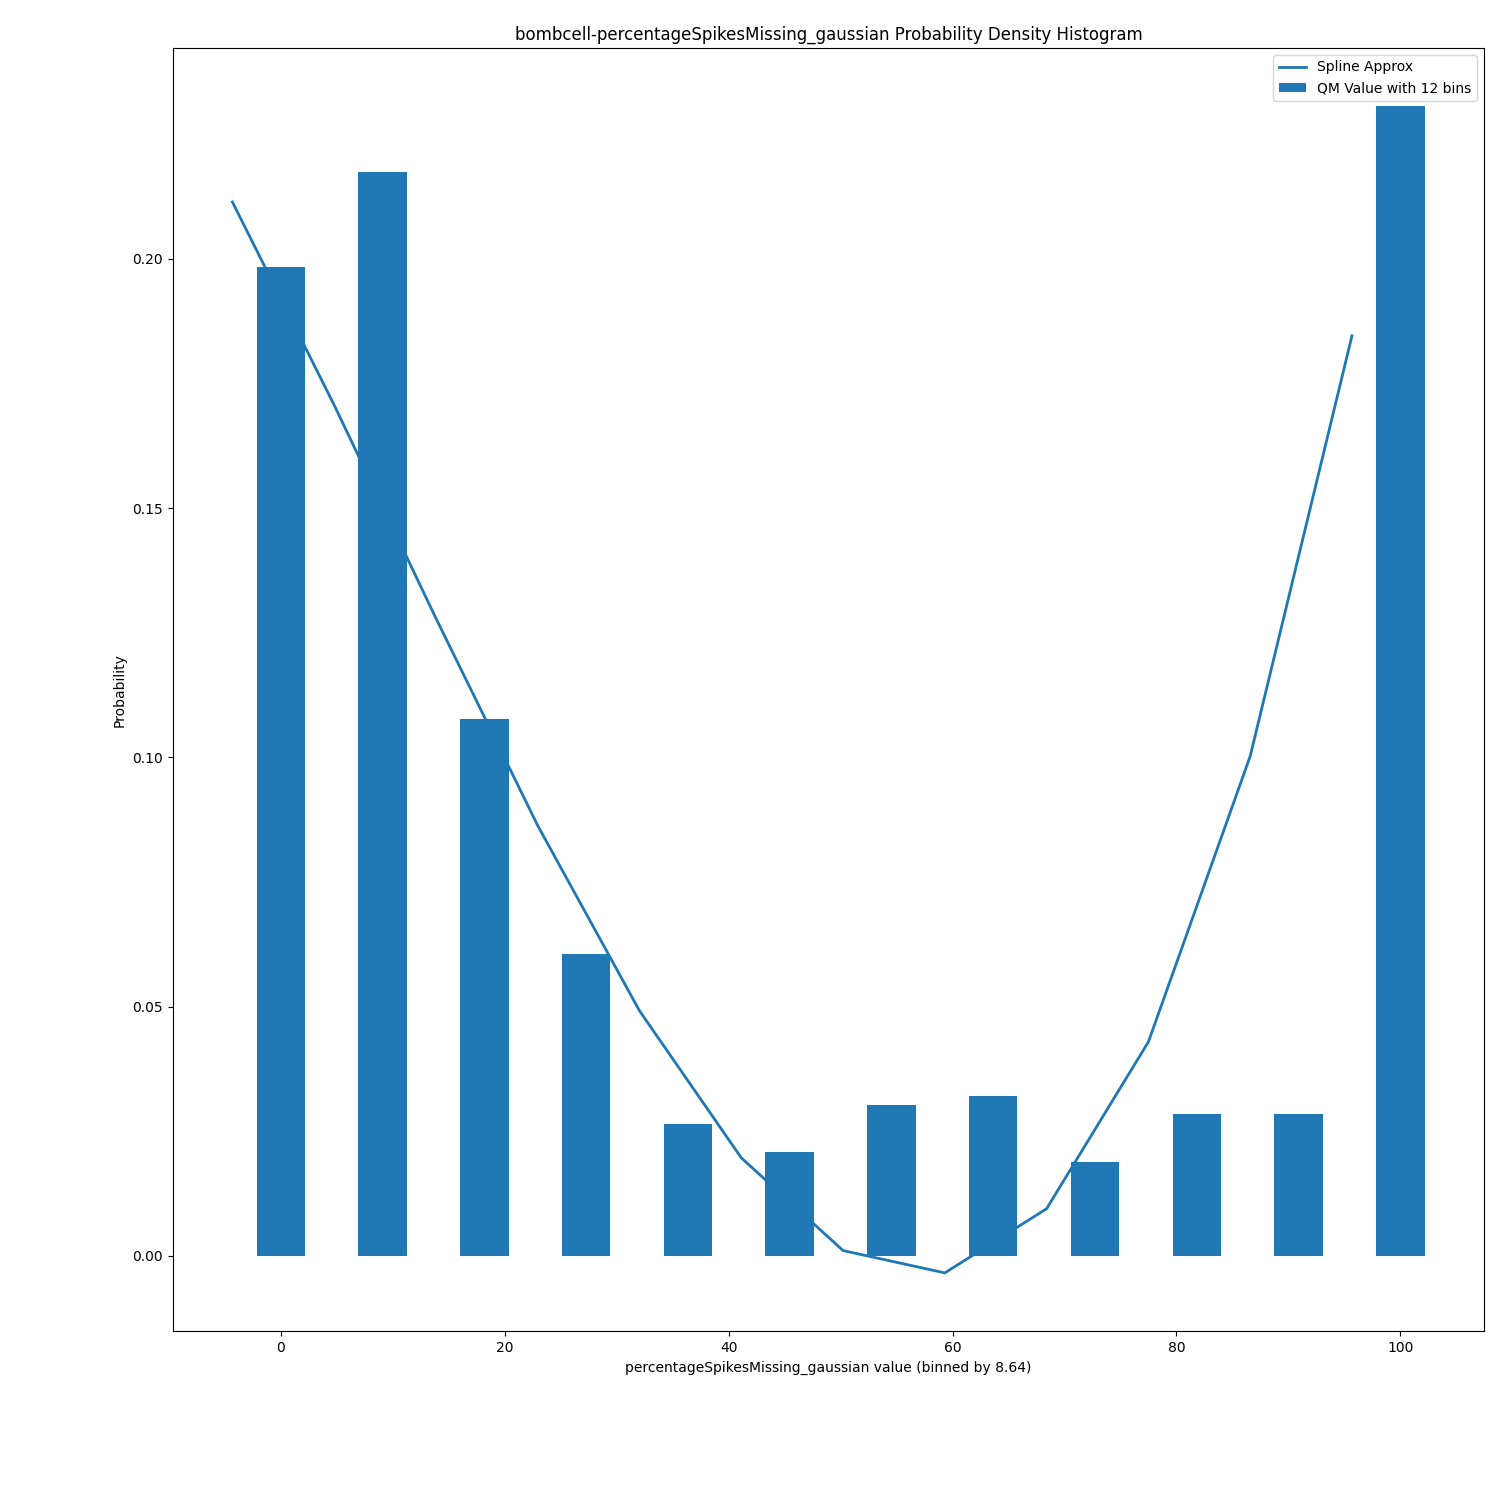 bombcell-percentageSpikesMissing_gaussian Probability Density Histogram
Spline Approx
QM Value with 12 bins
0.20
0.15
0.10
0.05
0.00
Probability
0 20 40 60 80 100
percentageSpikesMissing_gaussian value (binned by 8.64)